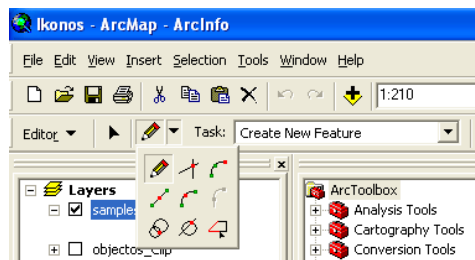 Ikonos - ArcMap - ArcInfo
File Edit View Insert Selection Tools Window Help
1:210
Editor Task: Create New Feature
Layers
samples
objectos_clip
ArcToolbox
Analysis Tools
Cartography Tools
Conversion Tools